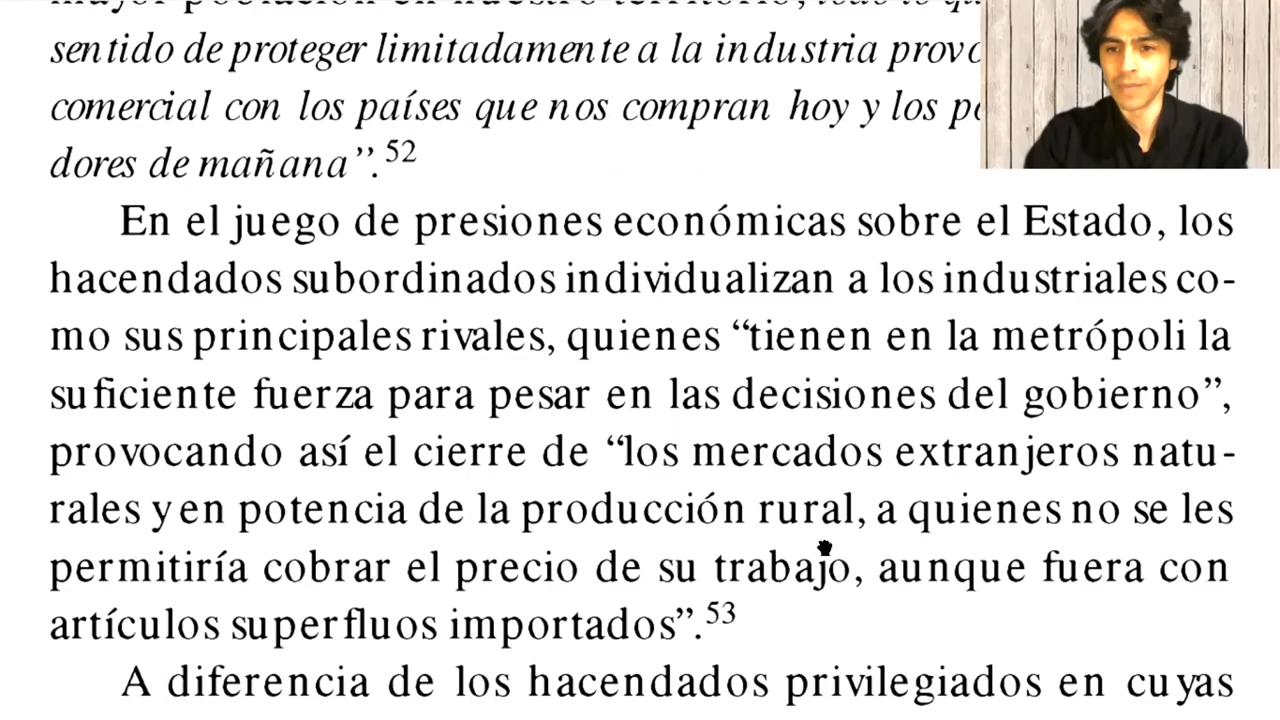 sentido de proteger limitadamente a la industria
comercial con los países que nos compran hoy y los
dores de mañana”.52
En el juego de presiones económicas sobre el Estado, los
hacendados subordinados individualizan a los industriales co-
mo sus principales rivales, quienes “tienen en la metrópoli la
suficiente fuerza para pesar en las decisiones del gobierno”,
provocando así el cierre de “los mercados extranjeros natu-
rales y en potencia de la producción rural, a quienes no se les
permitiría cobrar el precio de su trabajo, aunque fuera con
artículos superfluos importados”.53
A diferencia de los hacendados privilegiados en cuyas